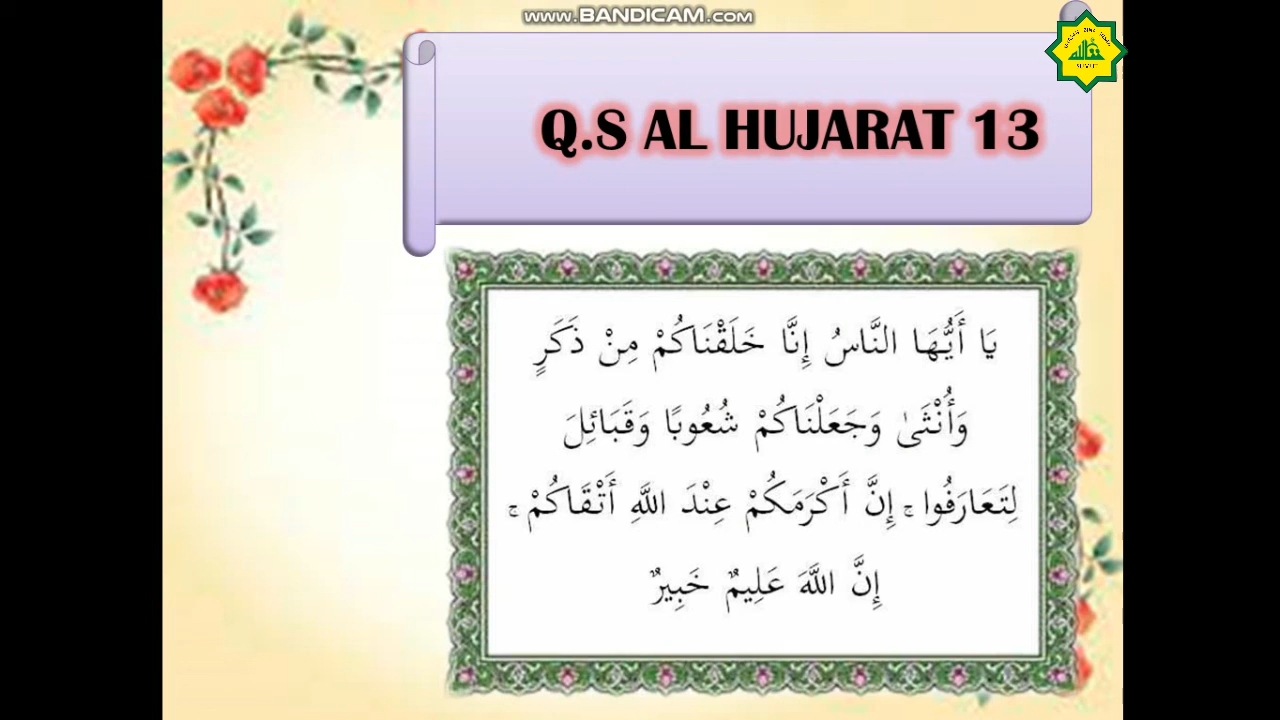 www.BANDICAM.com
Q.S AL HUJARAT 13
يَا أَيُّهَا النَّاسُ إِنَّا خَلَقْنَاكُمْ مِنْ ذَكَرٍ
وَأُنْثَىٰ وَجَعَلْنَاكُمْ شُعُوبًا وَقَبَائِلَ
لِتَعَارَفُوا ۚ إِنَّ أَكْرَمَكُمْ عِنْدَ اللَّهِ أَتْقَاكُمْ ۚ
إِنَّ اللَّهَ عَلِيمٌ خَبِيرٌ